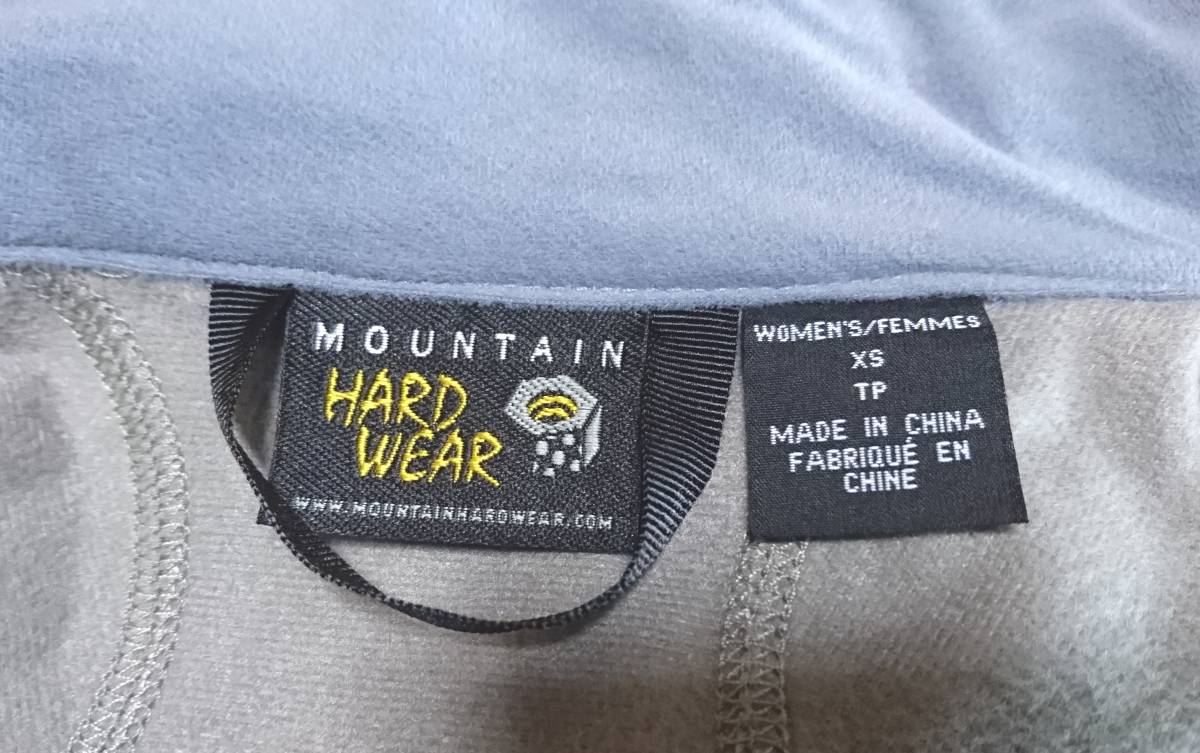 MOUNTAIN
HARD
WEAR
WWW.MOUNTAINHARDWEAR.COM
WOMEN'S/FEMMES
XS
TP
MADE IN CHINA
FABRIQUÉ EN
CHINE